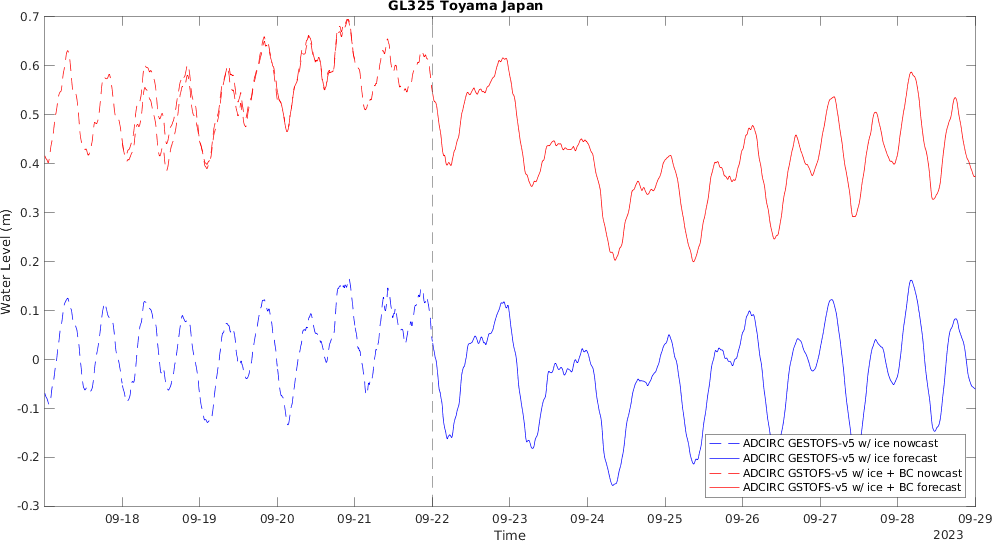 GL325 Toyama Japan
0.7
0.6
0.5
0.4
0.3
0.2
0.1
0
-0.1
-0.2
-0.3
Water Level (m)
ADCIRC GESTOFS-v5 w/ ice nowcast
ADCIRC GESTOFS-v5 w/ ice forecast
ADCIRC GSTOFS-v5 w/ ice + BC nowcast
ADCIRC GSTOFS-v5 w/ ice + BC forecast
09-18 09-19 09-20 09-21 09-22 09-23 09-24 09-25 09-26 09-27 09-28 09-29
Time
2023